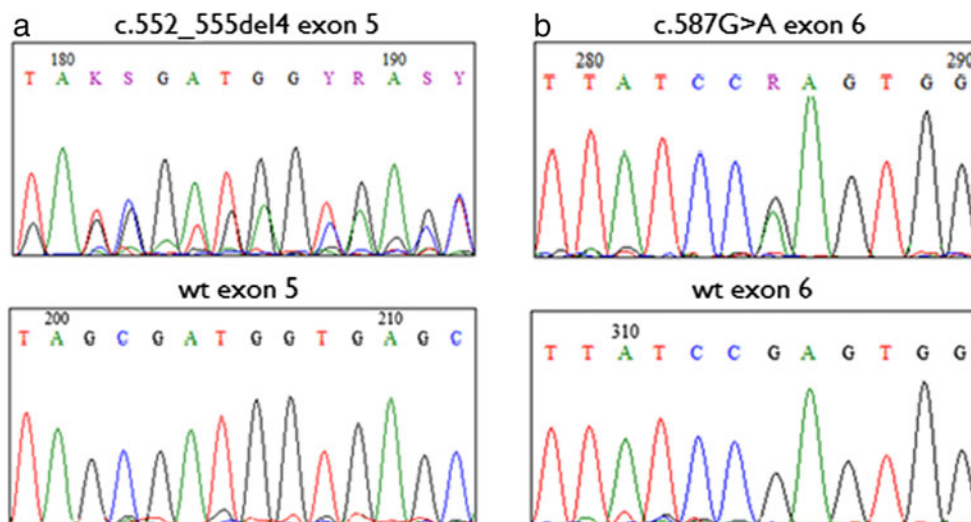 a c.552_555del4 exon 5
180 190
T A K S G A T G G Y R A S Y
b c.587G>A exon 6
280 290
T T A T C C R A G T G G
wt exon 5
200 210
T A G C G A T G G T G A G C
wt exon 6
310
T T A T C C G A G T G G